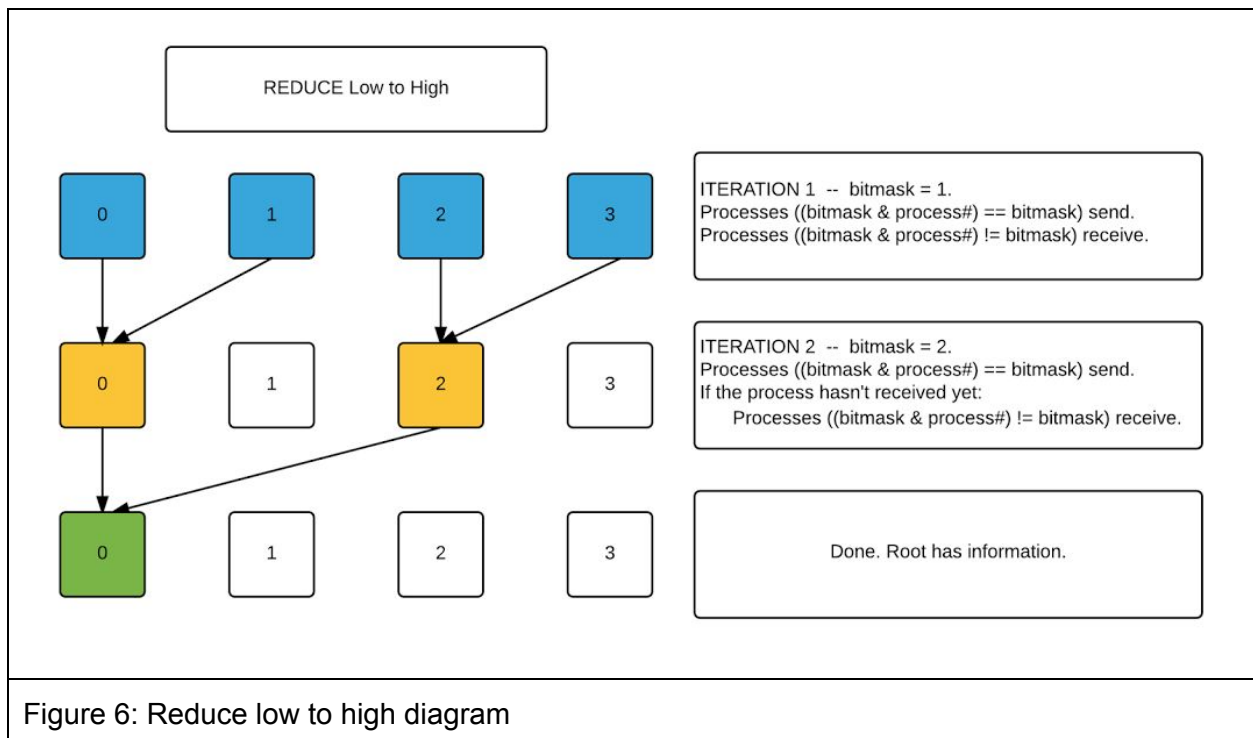 REDUCE Low to High
0
1
2
3
ITERATION 1 -- bitmask = 1.
Processes ((bitmask & process#) == bitmask) send.
Processes ((bitmask & process#) != bitmask) receive.
0
1
2
3
ITERATION 2 -- bitmask = 2.
Processes ((bitmask & process#) == bitmask) send.
If the process hasn't received yet:
Processes ((bitmask & process#) != bitmask) receive.
0
1
2
3
Done. Root has information.
Figure 6: Reduce low to high diagram